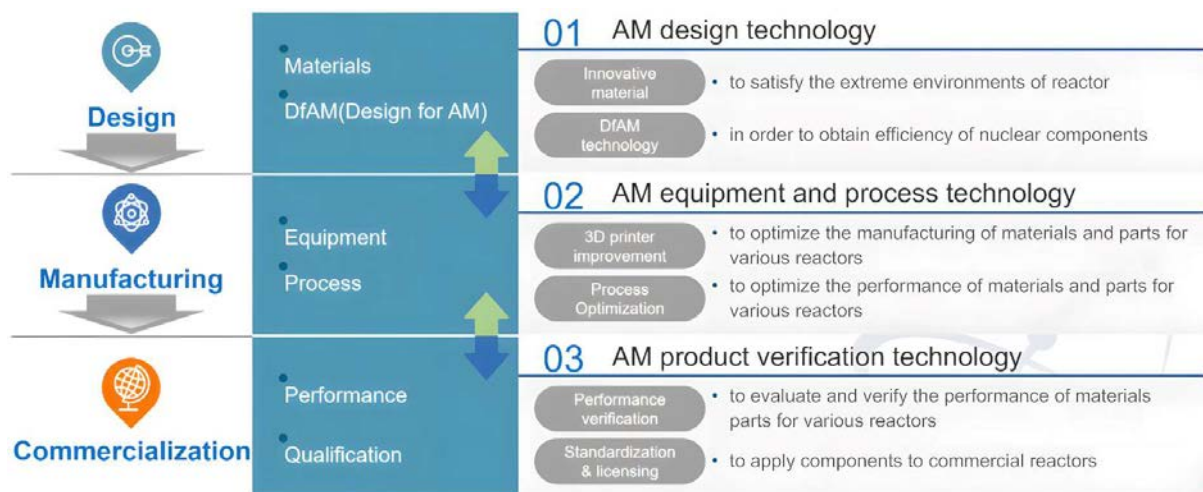 Design
Materials
DfAM(Design for AM)
01 AM design technology
Innovative
material
• to satisfy the extreme environments of reactor
DfAM
technology
• in order to obtain efficiency of nuclear components
Manufacturing
Equipment
Process
02 AM equipment and process technology
3D printer
improvement
• to optimize the manufacturing of materials and parts for
various reactors
Process
Optimization
• to optimize the performance of materials and parts for
various reactors
Commercialization
Performance
Qualification
03 AM product verification technology
Performance
verification
• to evaluate and verify the performance of materials
parts for various reactors
Standardization
& licensing
• to apply components to commercial reactors